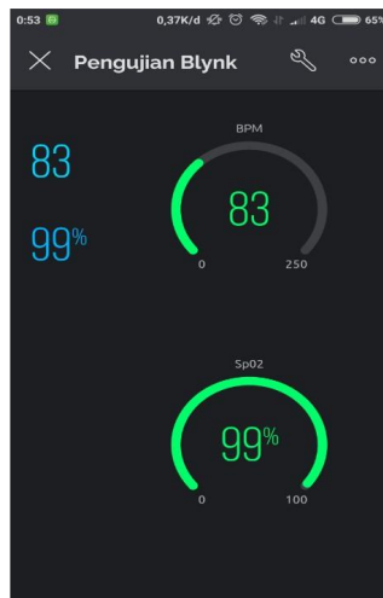 0:53 0,37K/d 4G 65%
Pengujian Blynk
BPM
83
83
0 250
99%
Sp02
99%
0 100